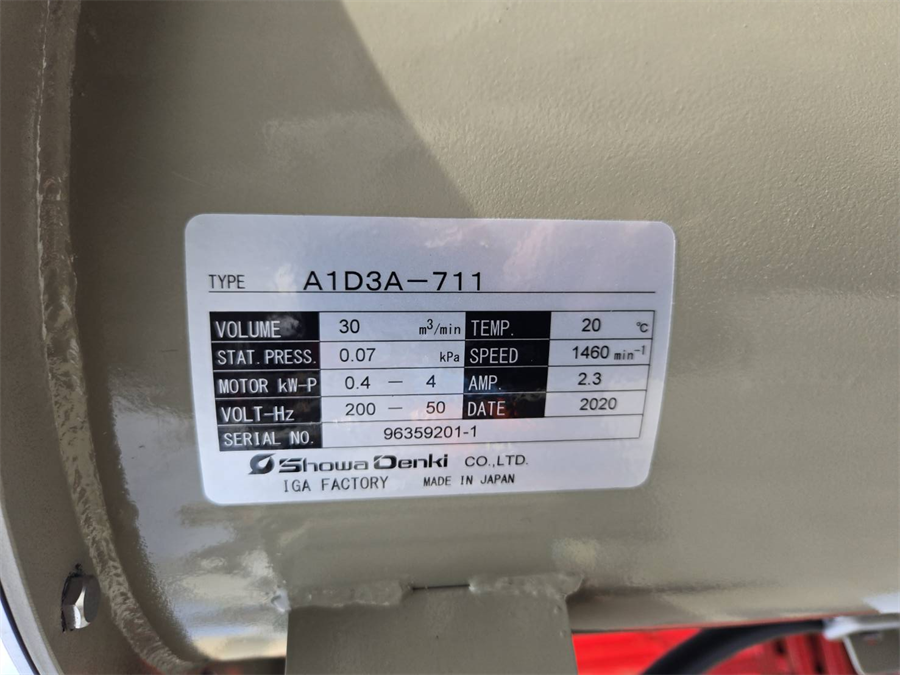 TYPE A1D3A-711
VOLUME 30 m³/min TEMP. 20 ℃
STAT. PRESS. 0.07 kPa SPEED 1460 min⁻¹
MOTOR kW-P 0.4 - 4 AMP. 2.3
VOLT-Hz 200 - 50 DATE 2020
SERIAL NO. 96359201-1
Showa Denki CO.,LTD.
IGA FACTORY MADE IN JAPAN